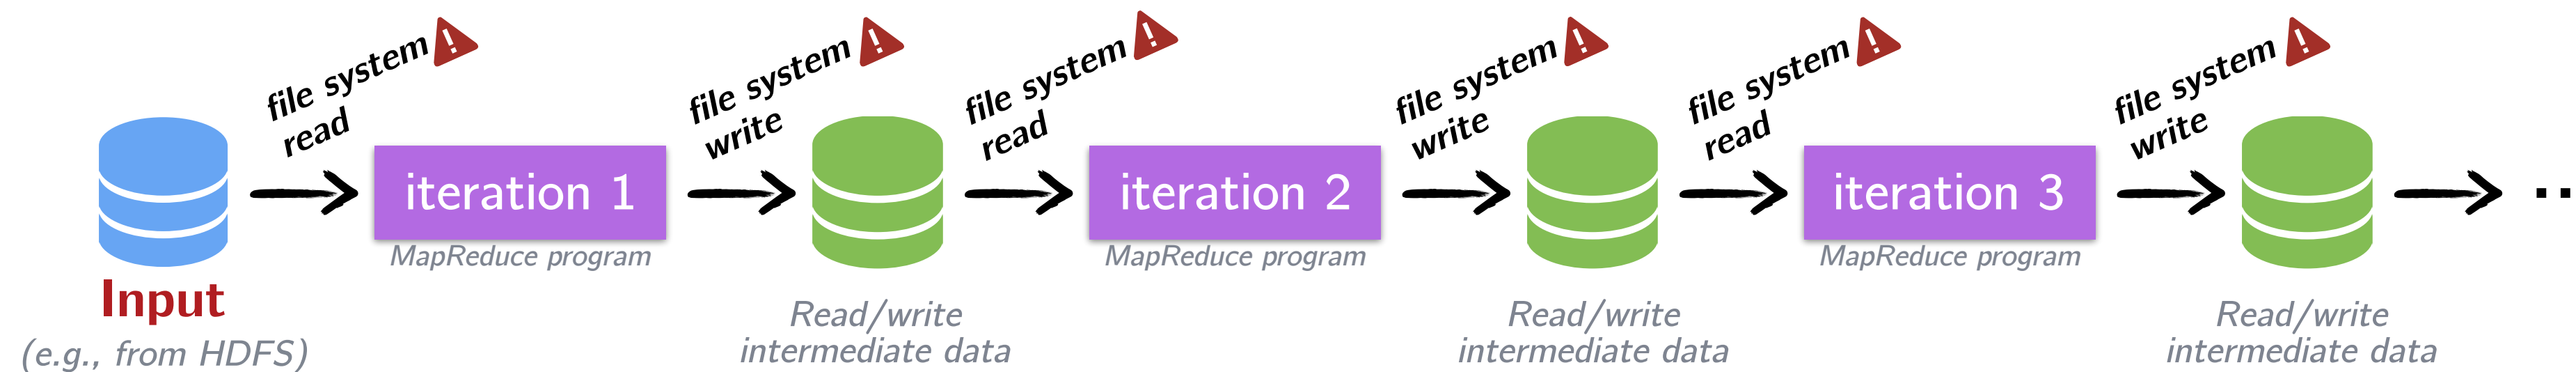 file system
read
file system
write
file system
read
file system
write
file system
read
file system
write
iteration 1
iteration 2
iteration 3
...
MapReduce program
MapReduce program
MapReduce program
Input
(e.g., from HDFS)
Read/write
intermediate data
Read/write
intermediate data
Read/write
intermediate data